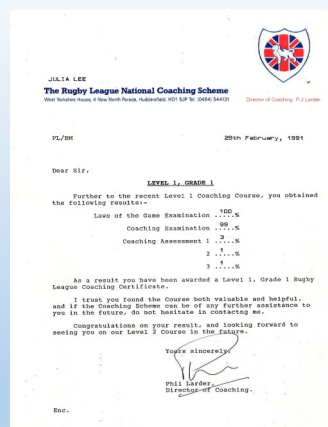 JULIA LEE
The Rugby League National Coaching Scheme
West Yorkshire House, 4 New North Parade, Huddersfield. HD1 5JP Tel: (0484) 544131
Director of Coaching P.J Larder
PL/BM
25th February, 1991
Dear Sir,
LEVEL 1, GRADE 1
Further to the recent Level 1 Coaching Course, you obtained
the following results:-
Laws of the Game Examination 100.....%
Coaching Examination 98.....%
Coaching Assessment 1 3.....%
2 1.....%
3 1.....%
As a result you have been awarded a Level 1, Grade 1 Rugby
League Coaching Certificate.
I trust you found the Course both valuable and helpful,
and if the Coaching Scheme can be of any further assistance to
you in the future, do not hesitate in contactng me.
Congratulations on your result, and looking forward to
seeing you on our Level 2 Course in the future.
Yours sincerely,
Phil Larder,
Director of Coaching.
Enc.